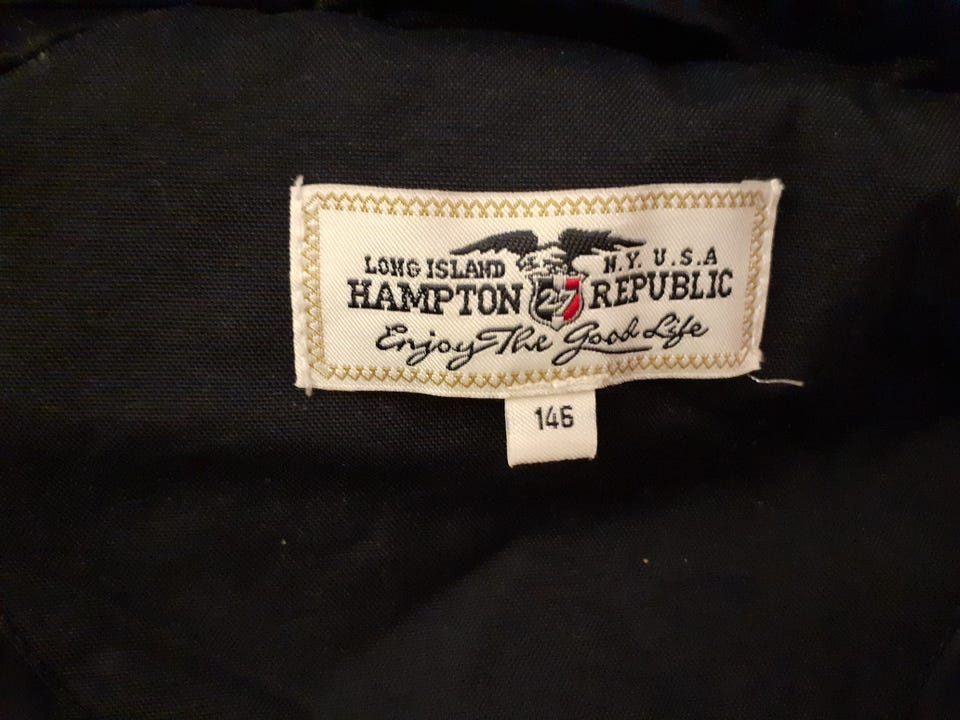 LONG ISLAND N.Y. U.S.A
HAMPTON 27 REPUBLIC
Enjoy The Good Life
146